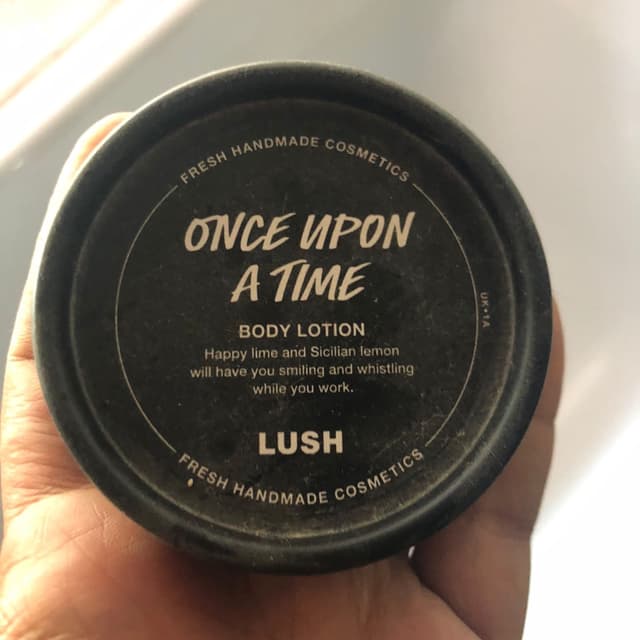 FRESH HANDMADE COSMETICS
ONCE UPON
A TIME
BODY LOTION
Happy lime and Sicilian lemon
will have you smiling and whistling
while you work.
LUSH
FRESH HANDMADE COSMETICS
UK•1A